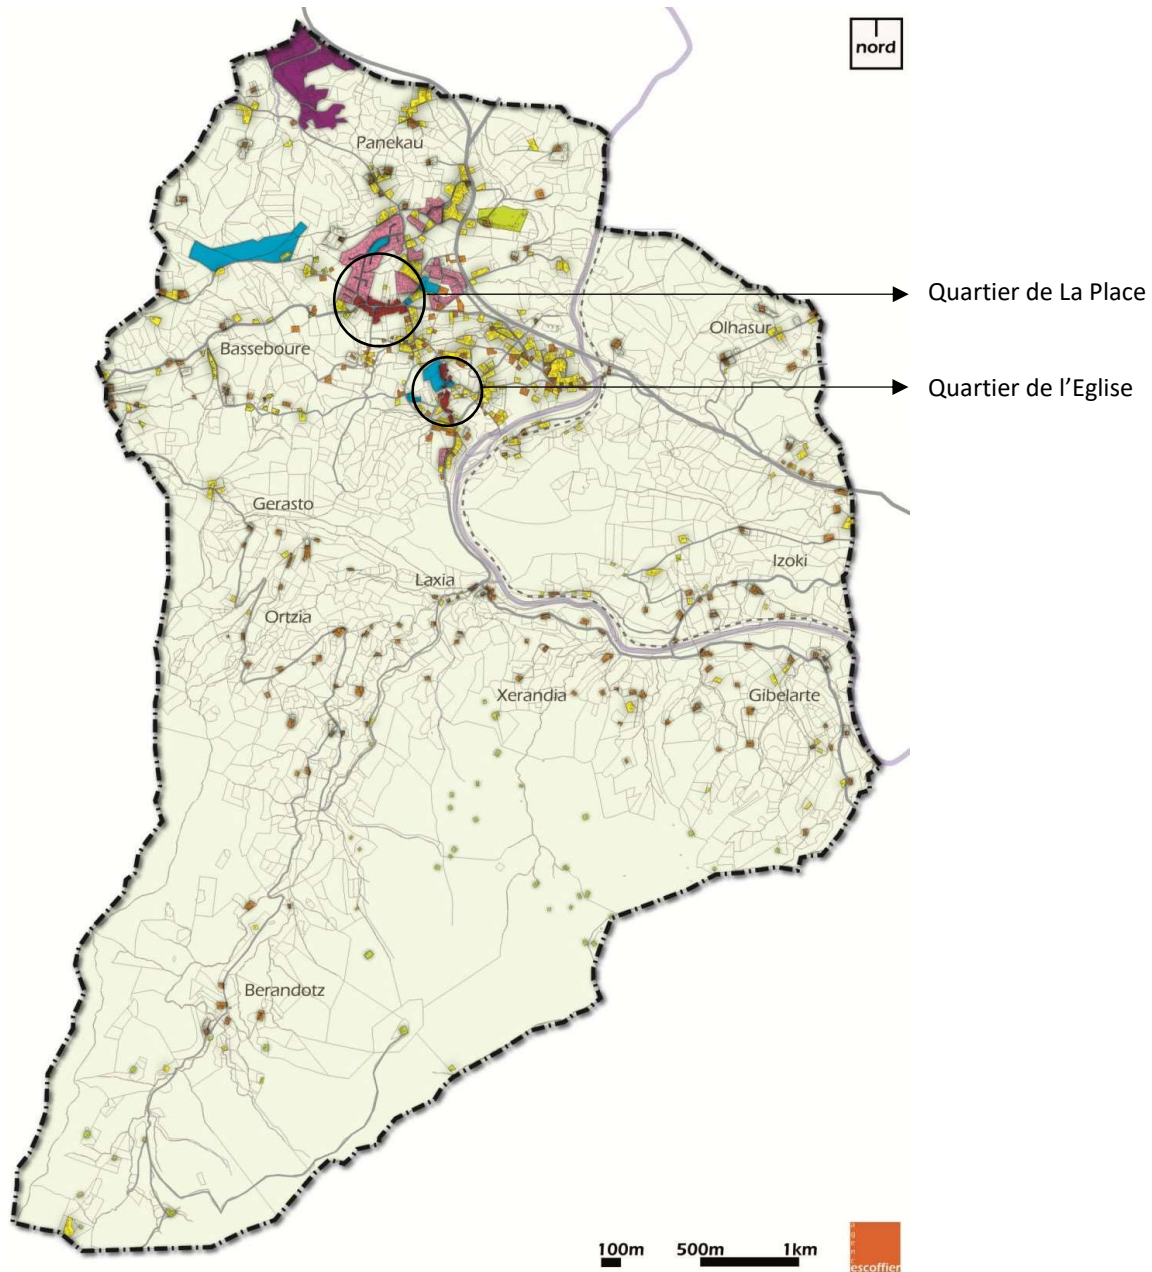 nord
Panekau
Quartier de La Place
Olhasur
Basseboure
Quartier de l’Eglise
Gerasto
Izoki
Laxia
Ortzia
Xerandia
Gibelarte
Berandotz
100m 500m 1km
escoffier